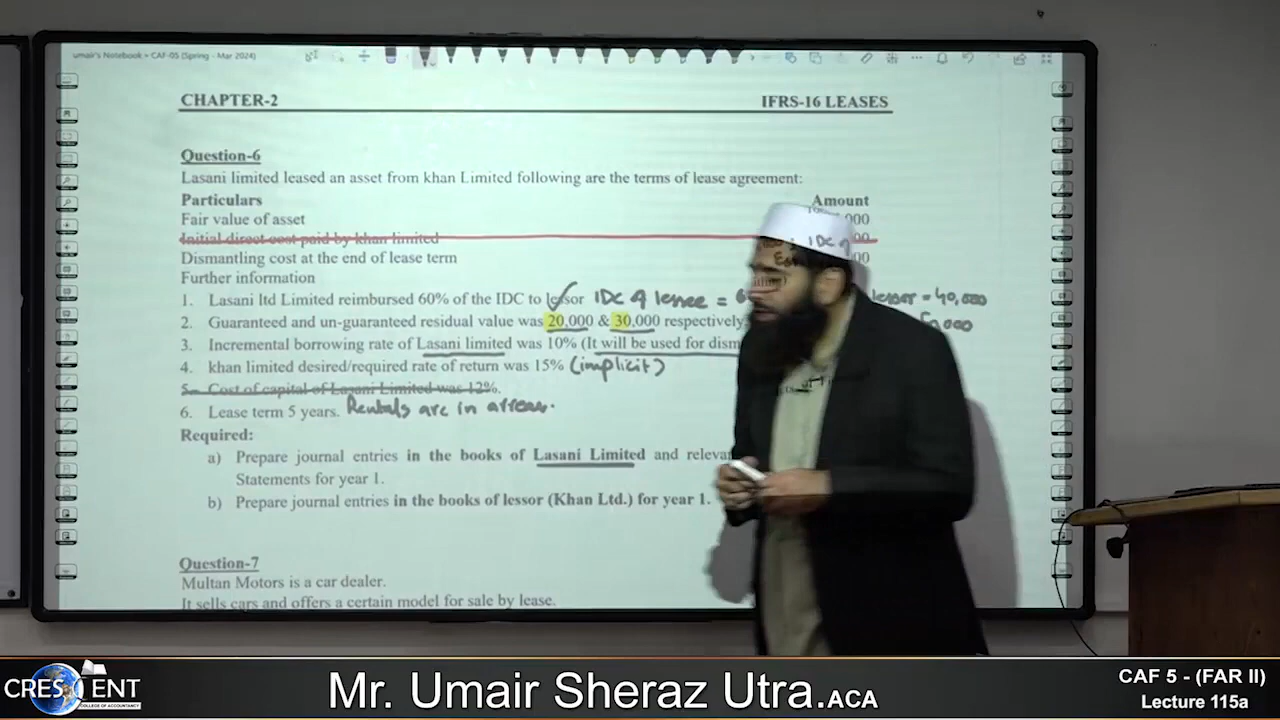 umair's Notebook > CAF-05 (Spring - Mar 2024)
CHAPTER-2 IFRS-16 LEASES
Question-6
Lasani limited leased an asset from khan Limited following are the terms of lease agreement:
Particulars Amount
Fair value of asset
Initial direct cost paid by khan limited IDC of
Dismantling cost at the end of lease term
Further information
1. Lasani ltd Limited reimbursed 60% of the IDC to lessor IDC of lessee = lessor = 40,000
2. Guaranteed and un-guaranteed residual value was 20,000 & 30,000 respectively
3. Incremental borrowing rate of Lasani limited was 10% (It will be used for
4. khan limited desired/required rate of return was 15% (implicit)
5. Cost of capital of Lasani Limited was 12%.
6. Lease term 5 years. Rentals are in arrears.
Required:
a) Prepare journal entries in the books of Lasani Limited and
Statements for year 1.
b) Prepare journal entries in the books of lessor (Khan Ltd.) for year 1.
Question-7
Multan Motors is a car dealer.
It sells cars and offers a certain model for sale by lease.
CRESCENT
COLLEGE OF ACCOUNTANCY
Mr. Umair Sheraz Utra.ACA
CAF 5 - (FAR II)
Lecture 115a